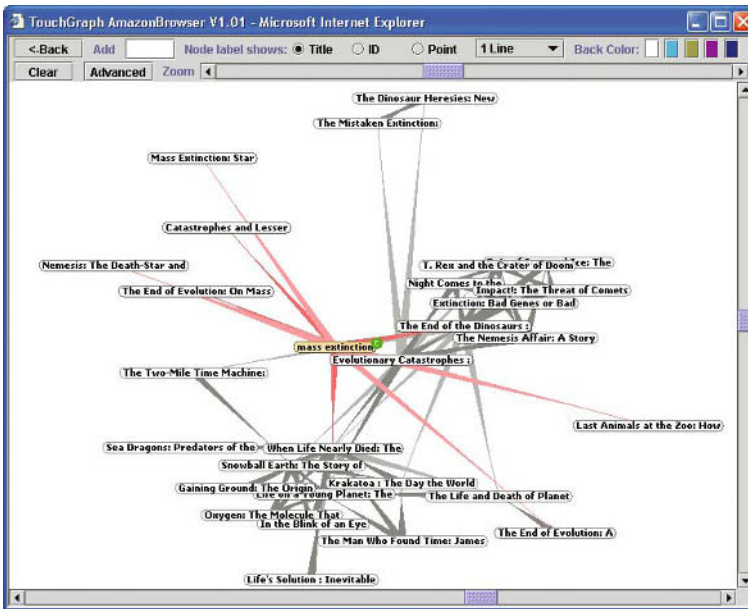 TouchGraph AmazonBrowser V1.01 - Microsoft Internet Explorer
<-Back Add Node label shows: Title ID Point 1 Line Back Color:
Clear Advanced Zoom
The Dinosaur Heresies: New
The Mistaken Extinction:
Mass Extinction: Star
Catastrophes and Lesser
Nemesis: The Death-Star and
T. Rex and the Crater of Doom Ice: The
Night Comes to the
The End of Evolution: On Mass
Impact!: The Threat of Comets
Extinction: Bad Genes or Bad
The End of the Dinosaurs :
The Nemesis Affair: A Story
mass extinction
Evolutionary Catastrophes :
The Two-Mile Time Machine:
Last Animals at the Zoo: How
Sea Dragons: Predators of the
When Life Nearly Died: The
Snowball Earth: The Story of
Krakatoa : The Day the World
Gaining Ground: The Origin
Life on a Young Planet: The
The Life and Death of Planet
Oxygen: The Molecule That
In the Blink of an Eye
The End of Evolution: A
The Man Who Found Time: James
Life's Solution : Inevitable